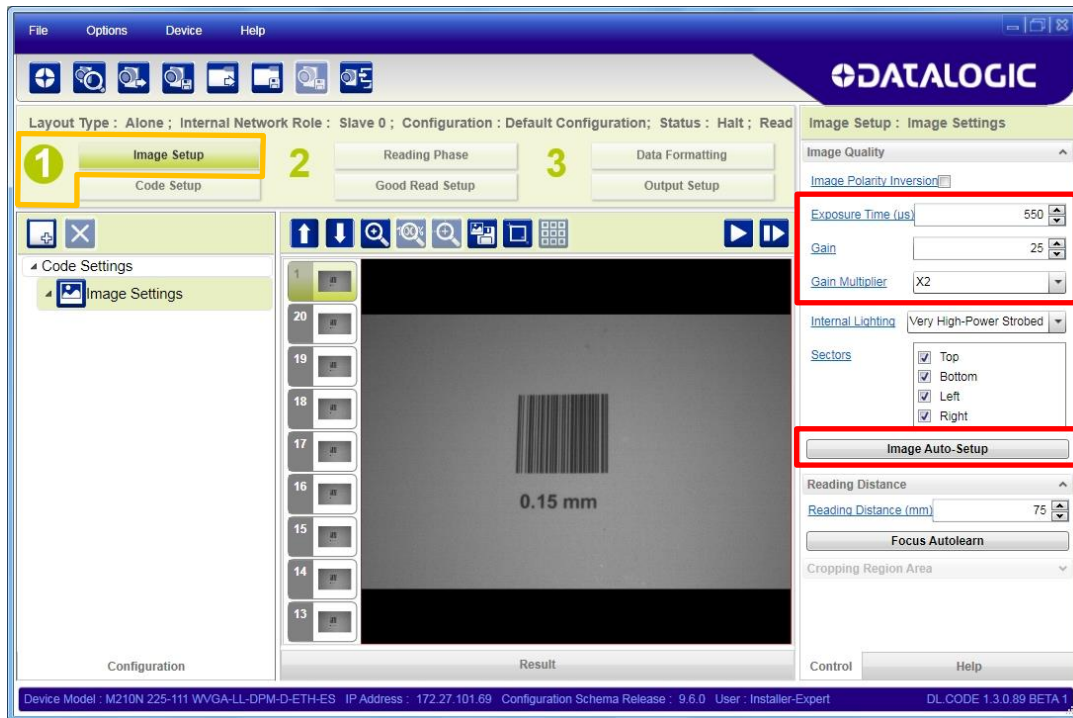 File Options Device Help
DATALOGIC
Layout Type : Alone ; Internal Network Role : Slave 0 ; Configuration : Default Configuration; Status : Halt ; Read
1 Image Setup
Code Setup
2 Reading Phase
Good Read Setup
3 Data Formatting
Output Setup
Code Settings
Image Settings
Configuration
1
20
19
18
17
16
15
14
13
0.15 mm
Result
Image Setup : Image Settings
Image Quality
Image Polarity Inversion
Exposure Time (µs) 550
Gain 25
Gain Multiplier X2
Internal Lighting Very High-Power Strobed
Sectors
Top
Bottom
Left
Right
Image Auto-Setup
Reading Distance
Reading Distance (mm) 75
Focus Autolearn
Cropping Region Area
Control Help
Device Model : M210N 225-111 WVGA-LL-DPM-D-ETH-ES IP Address : 172.27.101.69 Configuration Schema Release : 9.6.0 User : Installer-Expert DL.CODE 1.3.0.89 BETA 1